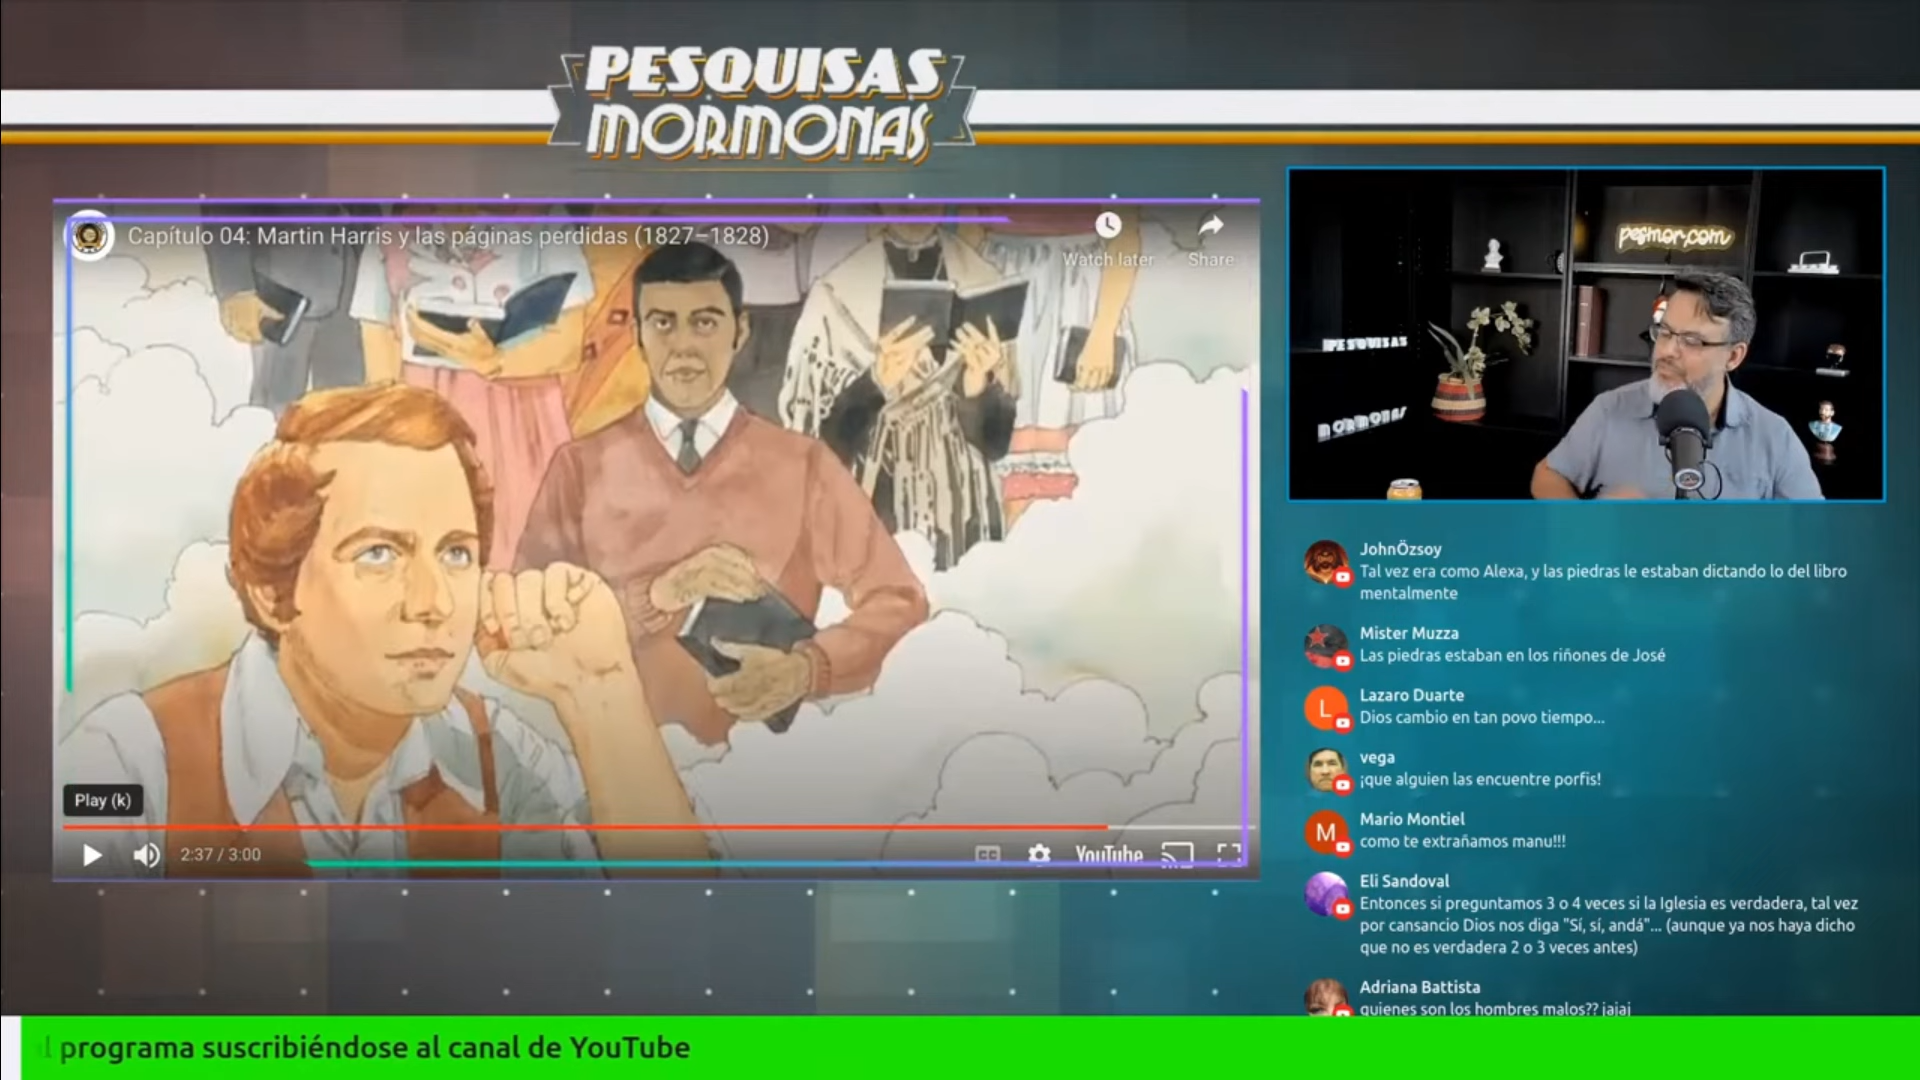 PESQUISAS
MORMONAS
Capítulo 04: Martin Harris y las páginas perdidas (1827–1828)
Watch later
Share
Play (k)
2:37 / 3:00
CC
YouTube
pesmor.com
PESQUISAS
MORMONAS
JohnÖzsoy
Tal vez era como Alexa, y las piedras le estaban dictando lo del libro
mentalmente
Mister Muzza
Las piedras estaban en los riñones de José
L
Lazaro Duarte
Dios cambio en tan povo tiempo...
vega
¡que alguien las encuentre porfis!
M
Mario Montiel
como te extrañamos manu!!!
Eli Sandoval
Entonces si preguntamos 3 o 4 veces si la Iglesia es verdadera, tal vez
por cansancio Dios nos diga "Sí, sí, andá"... (aunque ya nos haya dicho
que no es verdadera 2 o 3 veces antes)
Adriana Battista
quienes son los hombres malos?? jajaj
l programa suscribiéndose al canal de YouTube